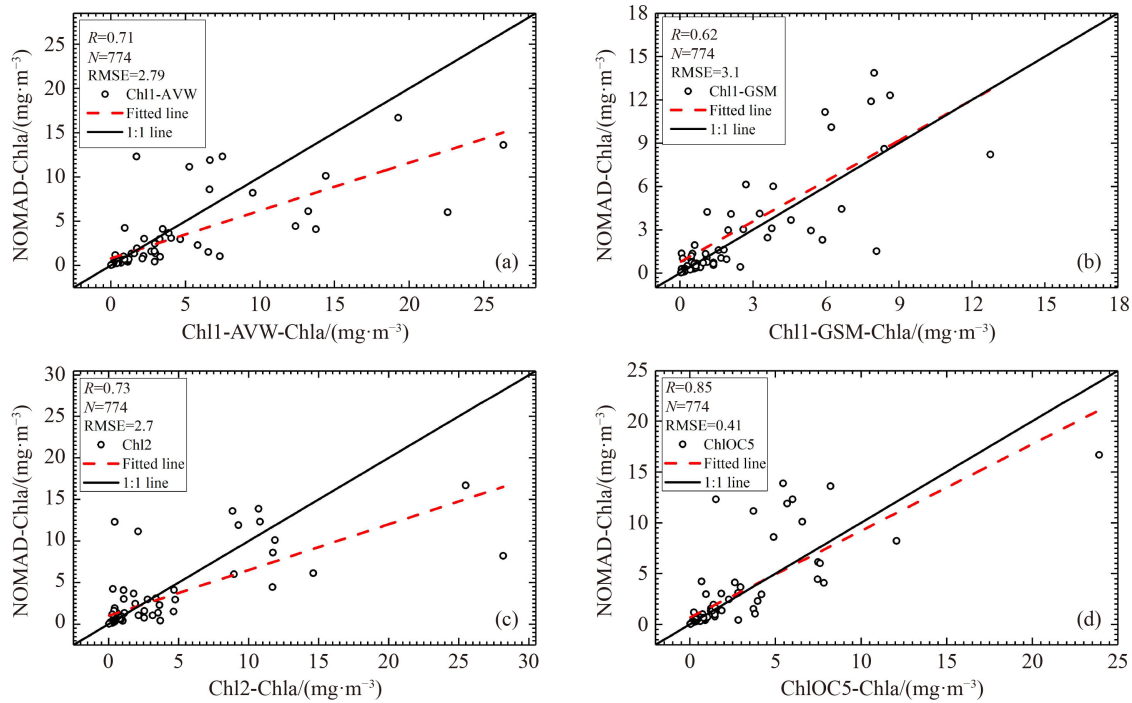 R=0.71
N=774
RMSE=2.79
Chl1-AVW
Fitted line
1:1 line
25
20
15
10
5
0
NOMAD-Chla/(mg·m⁻³)
(a)
0 5 10 15 20 25
Chl1-AVW-Chla/(mg·m⁻³)
R=0.62
N=774
RMSE=3.1
Chl1-GSM
Fitted line
1:1 line
18
15
12
9
6
3
0
NOMAD-Chla/(mg·m⁻³)
(b)
0 3 6 9 12 15 18
Chl1-GSM-Chla/(mg·m⁻³)
R=0.73
N=774
RMSE=2.7
Chl2
Fitted line
1:1 line
30
25
20
15
10
5
0
NOMAD-Chla/(mg·m⁻³)
(c)
0 5 10 15 20 25 30
Chl2-Chla/(mg·m⁻³)
R=0.85
N=774
RMSE=0.41
ChlOC5
Fitted line
1:1 line
25
20
15
10
5
0
NOMAD-Chla/(mg·m⁻³)
(d)
0 5 10 15 20 25
ChlOC5-Chla/(mg·m⁻³)